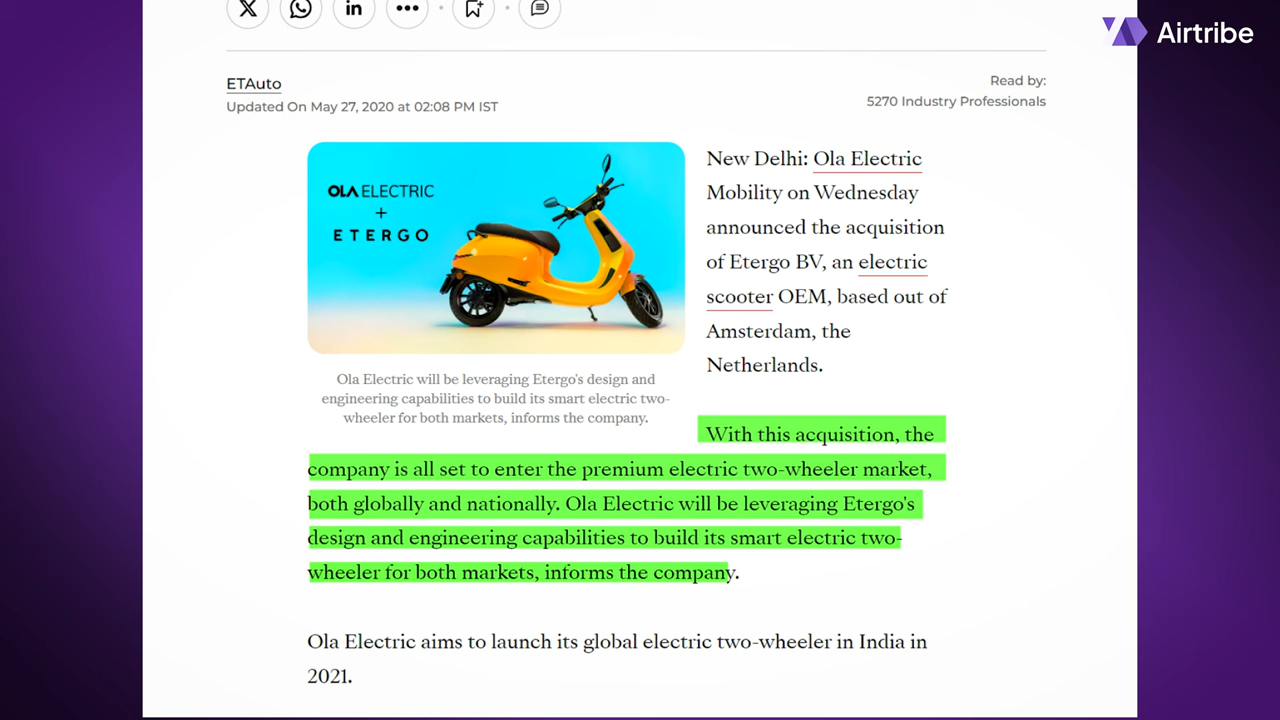 Airtribe
ETAuto
Updated On May 27, 2020 at 02:08 PM IST
Read by:
5270 Industry Professionals
OLA ELECTRIC
+
ETERGO
Ola Electric will be leveraging Etergo's design and
engineering capabilities to build its smart electric two-
wheeler for both markets, informs the company.
New Delhi: Ola Electric
Mobility on Wednesday
announced the acquisition
of Etergo BV, an electric
scooter OEM, based out of
Amsterdam, the
Netherlands.
With this acquisition, the
company is all set to enter the premium electric two-wheeler market,
both globally and nationally. Ola Electric will be leveraging Etergo's
design and engineering capabilities to build its smart electric two-
wheeler for both markets, informs the company.
Ola Electric aims to launch its global electric two-wheeler in India in
2021.